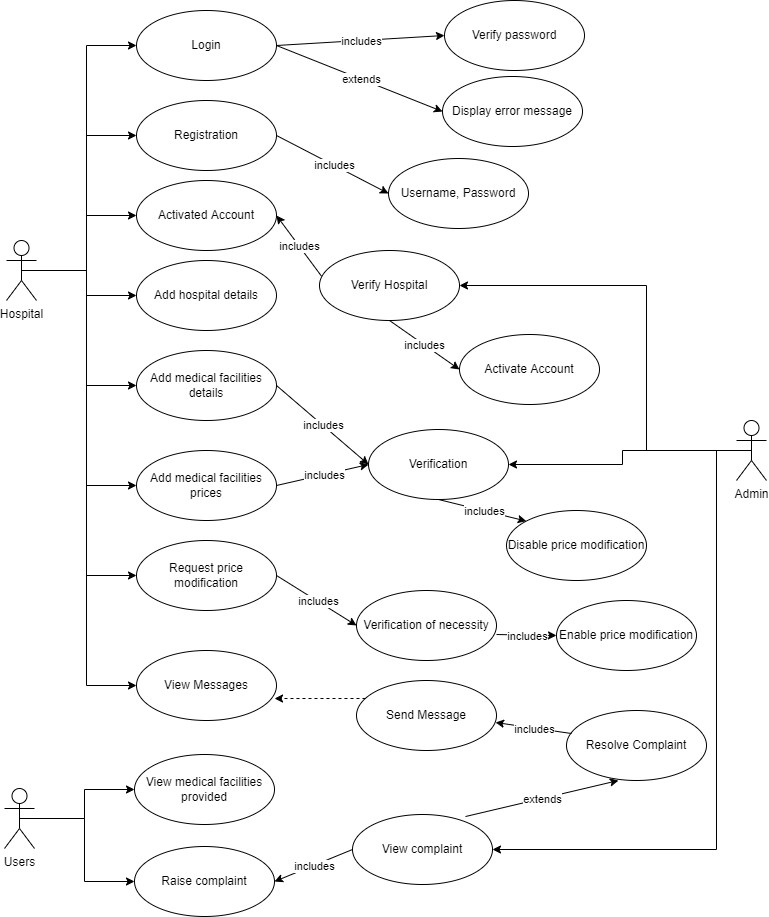 Login
includes
Verify password
extends
Display error message
Registration
includes
Username, Password
Activated Account
includes
Verify Hospital
Add hospital details
Hospital
includes
Activate Account
Add medical facilities
details
includes
Verification
Add medical facilities
prices
includes
Admin
includes
Disable price modification
Request price
modification
includes
Verification of necessity
includes
Enable price modification
View Messages
Send Message
includes
Resolve Complaint
View medical facilities
provided
extends
Users
View complaint
includes
Raise complaint